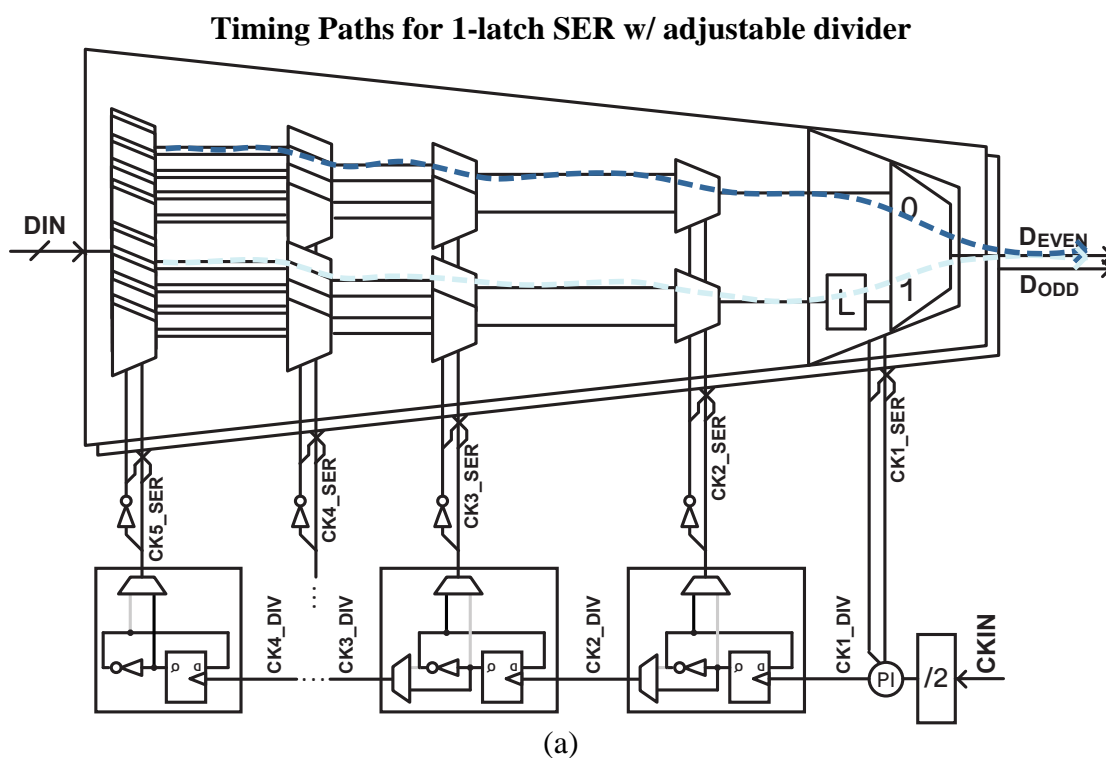 Timing Paths for 1-latch SER w/ adjustable divider
DIN
0
1
L
DEVEN
DODD
CK5_SER
CK4_SER
CK3_SER
CK2_SER
CK1_SER
CK4_DIV
CK3_DIV
CK2_DIV
CK1_DIV
D
Q
D
Q
D
Q
PI
/2
CKIN
(a)